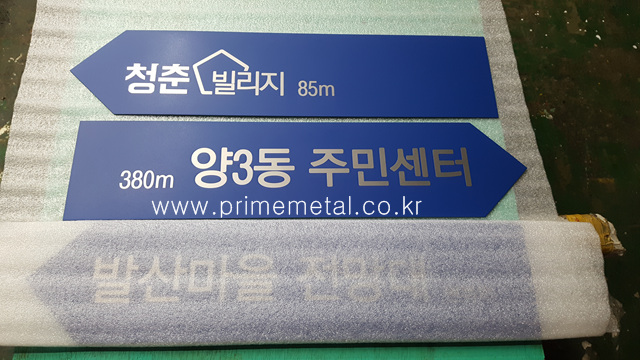 청춘 빌리지 85m
380m 양3동 주민센터
www.primemetal.co.kr
발산마을 전망대